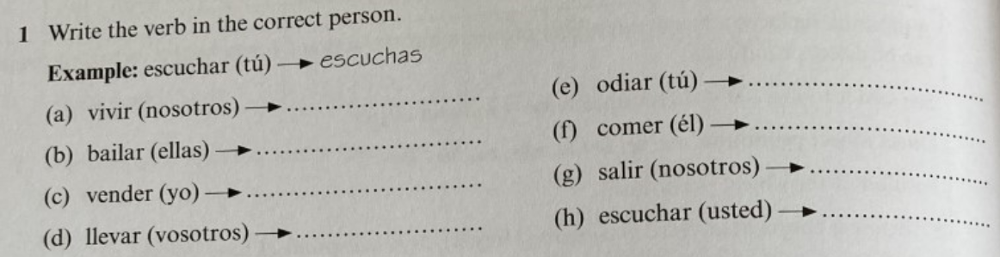 1 Write the verb in the correct person.
Example: escuchar (tú) → escuchas
(a) vivir (nosotros) → ....................
(b) bailar (ellas) → ....................
(c) vender (yo) → ....................
(d) llevar (vosotros) → ....................
(e) odiar (tú) → ....................
(f) comer (él) → ....................
(g) salir (nosotros) → ....................
(h) escuchar (usted) → ....................